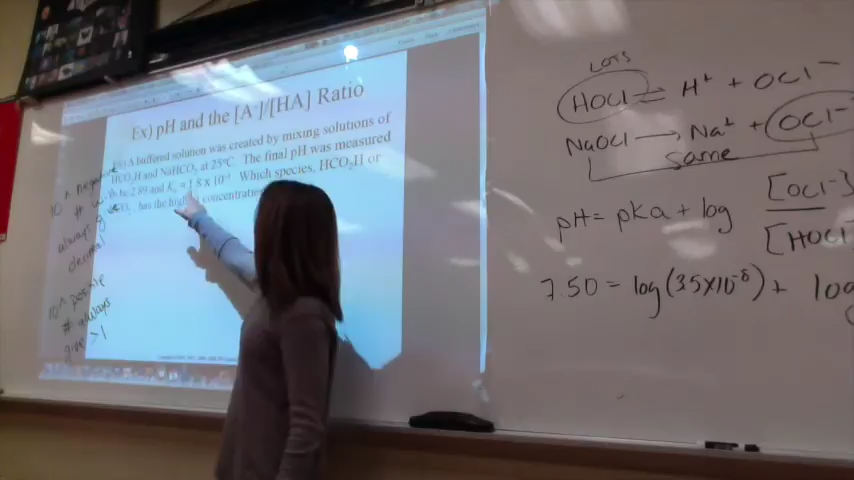 Ex) pH and the [A⁻]/[HA] Ratio
A buffered solution was created by mixing solutions of
HCO₂H and NaHCO₂ at 25°C. The final pH was measured
to be 2.89 and Kₐ = 1.8 x 10⁻⁴ Which species, HCO₂H or
has the highest concentration
10 ^ negative
#
always
decimal
10 ^ positive
# always
give >1
LOTS
HOCl ⇌ H⁺ + OCl⁻
NaOCl → Na⁺ + OCl⁻
Same
pH = pKa + log [OCl⁻]
[HOCl
7.50 = log(3.5x10⁻⁸) + log